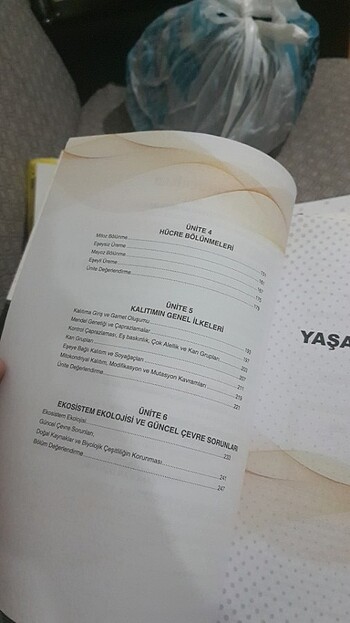 ÜNİTE 4
HÜCRE BÖLÜNMELERİ
Mitoz Bölünme
Eşeysiz Üreme
Mayoz Bölünme
Eşeyli Üreme
Ünite Değerlendirme
ÜNİTE 5
KALITIMIN GENEL İLKELERİ
Kalıtıma Giriş ve Gamet Oluşumu
Mendel Genetiği ve Çaprazlamalar
Kontrol Çaprazlaması, Eş baskınlık, Çok Alellik ve Kan Grupları
Kan Grupları
Eşeye Bağlı Kalıtım ve Soyağaçları
Mitokondriyal Kalıtım, Modifikasyon ve Mutasyon Kavramları
Ünite Değerlendirme
ÜNİTE 6
EKOSİSTEM EKOLOJİSİ VE GÜNCEL ÇEVRE SORUNLARI
Ekosistem Ekolojisi
Güncel Çevre Sorunları,
Doğal Kaynaklar ve Biyolojik Çeşitliliğin Korunması 241
Bölüm Değerlendirme 247
YAŞA